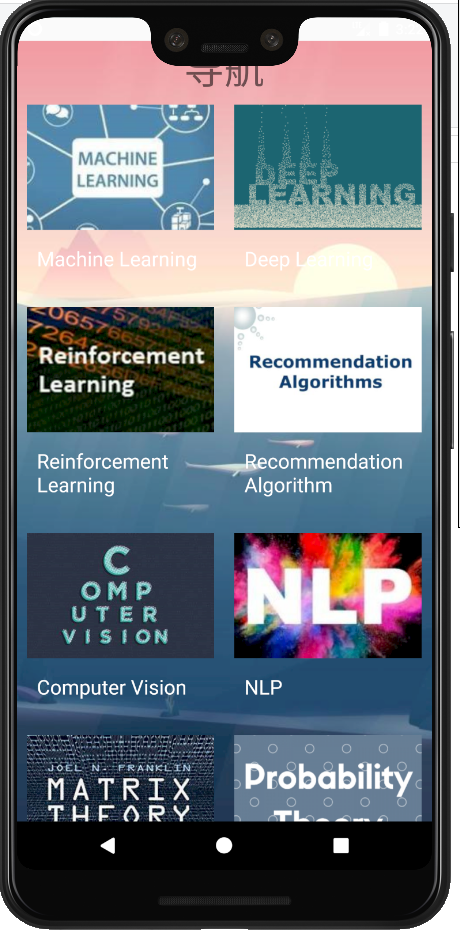 导航
MACHINE
LEARNING
DEEP
LEARNING
Machine Learning
Deep Learning
Reinforcement
Learning
Recommendation
Algorithms
Reinforcement
Learning
Recommendation
Algorithm
C
OMP
UTER
VISION
NLP
Computer Vision
NLP
JOEL N. FRANKLIN
MATRIX
THEORY
Probability
Theory